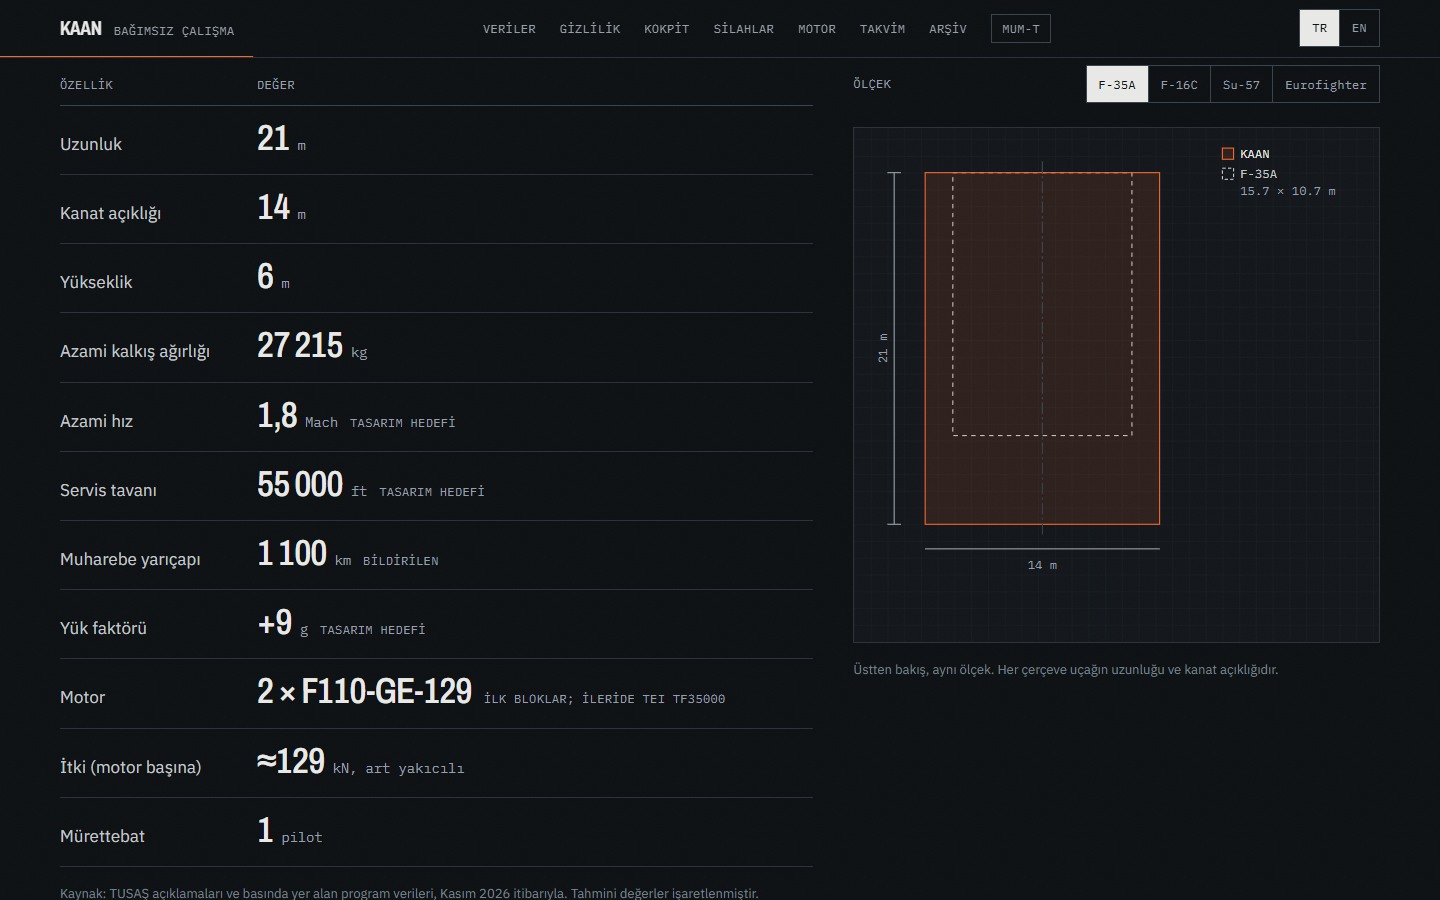 KAAN BAĞIMSIZ ÇALIŞMA
VERİLER GİZLİLİK KOKPİT SİLAHLAR MOTOR TAKVİM ARŞİV MUM-T
TR EN
ÖZELLİK DEĞER
Uzunluk 21 m
Kanat açıklığı 14 m
Yükseklik 6 m
Azami kalkış ağırlığı 27 215 kg
Azami hız 1,8 Mach TASARIM HEDEFİ
Servis tavanı 55 000 ft TASARIM HEDEFİ
Muharebe yarıçapı 1 100 km BİLDİRİLEN
Yük faktörü +9 g TASARIM HEDEFİ
Motor 2 × F110-GE-129 İLK BLOKLAR; İLERİDE TEI TF35000
İtki (motor başına) ≈129 kN, art yakıcılı
Mürettebat 1 pilot
Kaynak: TUSAŞ açıklamaları ve basında yer alan program verileri, Kasım 2026 itibarıyla. Tahmini değerler işaretlenmiştir.
ÖLÇEK
F-35A F-16C Su-57 Eurofighter
KAAN
F-35A
15.7 × 10.7 m
21 m
14 m
Üstten bakış, aynı ölçek. Her çerçeve uçağın uzunluğu ve kanat açıklığıdır.